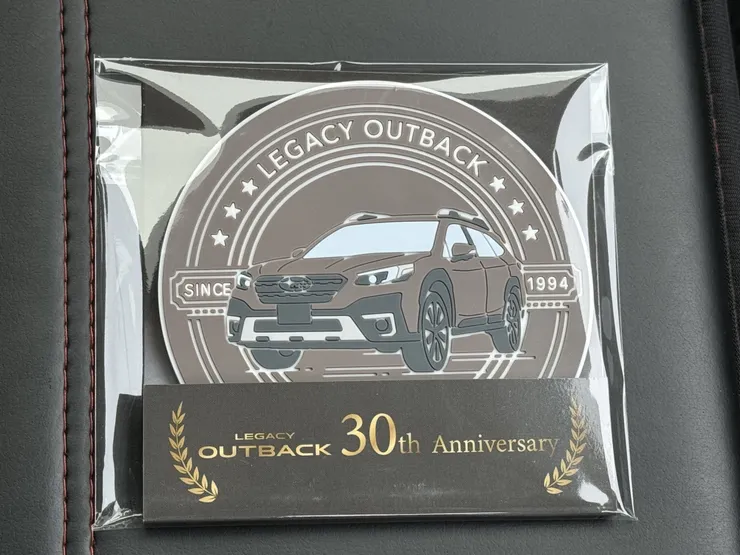 LEGACY OUTBACK
SINCE 1994
LEGACY
OUTBACK 30th Anniversary